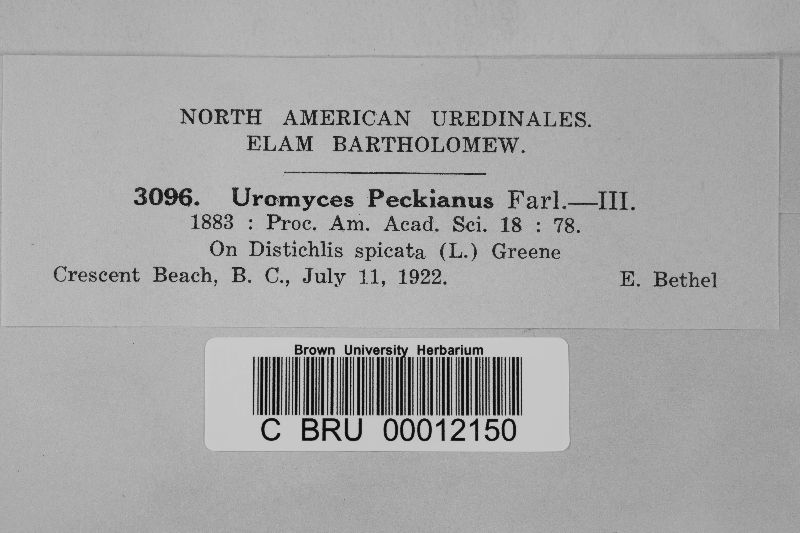 NORTH AMERICAN UREDINALES.
ELAM BARTHOLOMEW.
3096. Uromyces Peckianus Farl.—III.
1883 : Proc. Am. Acad. Sci. 18 : 78.
On Distichlis spicata (L.) Greene
Crescent Beach, B. C., July 11, 1922. E. Bethel
Brown University Herbarium
C BRU 00012150